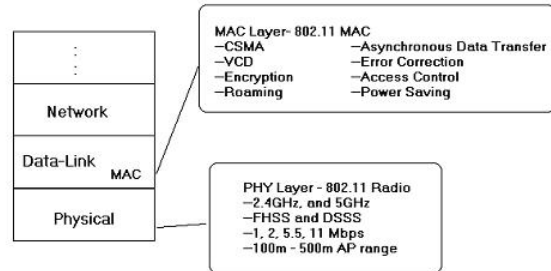 :
Network
Data-Link
MAC
Physical
MAC Layer- 802.11 MAC
–CSMA –Asynchronous Data Transfer
–VCD –Error Correction
–Encryption –Access Control
–Roaming –Power Saving
PHY Layer - 802.11 Radio
–2.4GHz, and 5GHz
–FHSS and DSSS
–1, 2, 5.5, 11 Mbps
–100m - 500m AP range